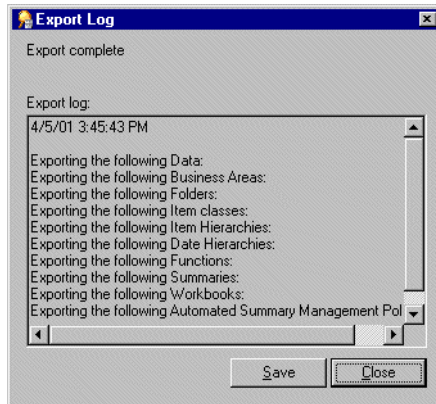 Export Log
Export complete
Export log:
4/5/01 3:45:43 PM
Exporting the following Data:
Exporting the following Business Areas:
Exporting the following Folders:
Exporting the following Item classes:
Exporting the following Item Hierarchies:
Exporting the following Date Hierarchies:
Exporting the following Functions:
Exporting the following Summaries:
Exporting the following Workbooks:
Exporting the following Automated Summary Management Pol
Save Close